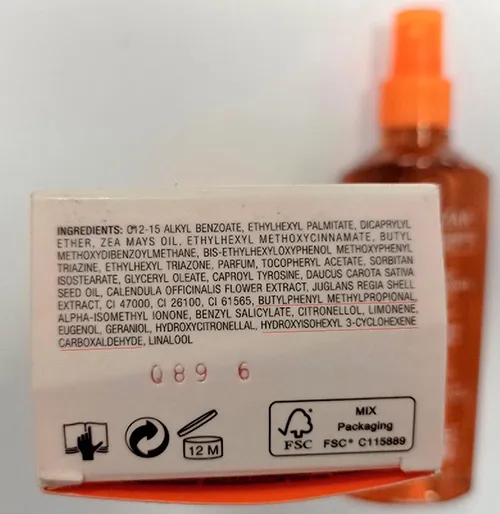 INGREDIENTS: C12-15 ALKYL BENZOATE, ETHYLHEXYL PALMITATE, DICAPRYLYL
ETHER, ZEA MAYS OIL, ETHYLHEXYL METHOXYCINNAMATE, BUTYL
METHOXYDIBENZOYLMETHANE, BIS-ETHYLHEXYLOXYPHENOL METHOXYPHENYL
TRIAZINE, ETHYLHEXYL TRIAZONE, PARFUM, TOCOPHERYL ACETATE, SORBITAN
ISOSTEARATE, GLYCERYL OLEATE, CAPROYL TYROSINE, DAUCUS CAROTA SATIVA
SEED OIL, CALENDULA OFFICINALIS FLOWER EXTRACT, JUGLANS REGIA SHELL
EXTRACT, CI 47000, CI 26100, CI 61565, BUTYLPHENYL METHYLPROPIONAL,
ALPHA-ISOMETHYL IONONE, BENZYL SALICYLATE, CITRONELLOL, LIMONENE,
EUGENOL, GERANIOL, HYDROXYCITRONELLAL, HYDROXYISOHEXYL 3-CYCLOHEXENE
CARBOXALDEHYDE, LINALOOL
Q89 6
12 M
FSC
MIX
Packaging
FSC® C115889